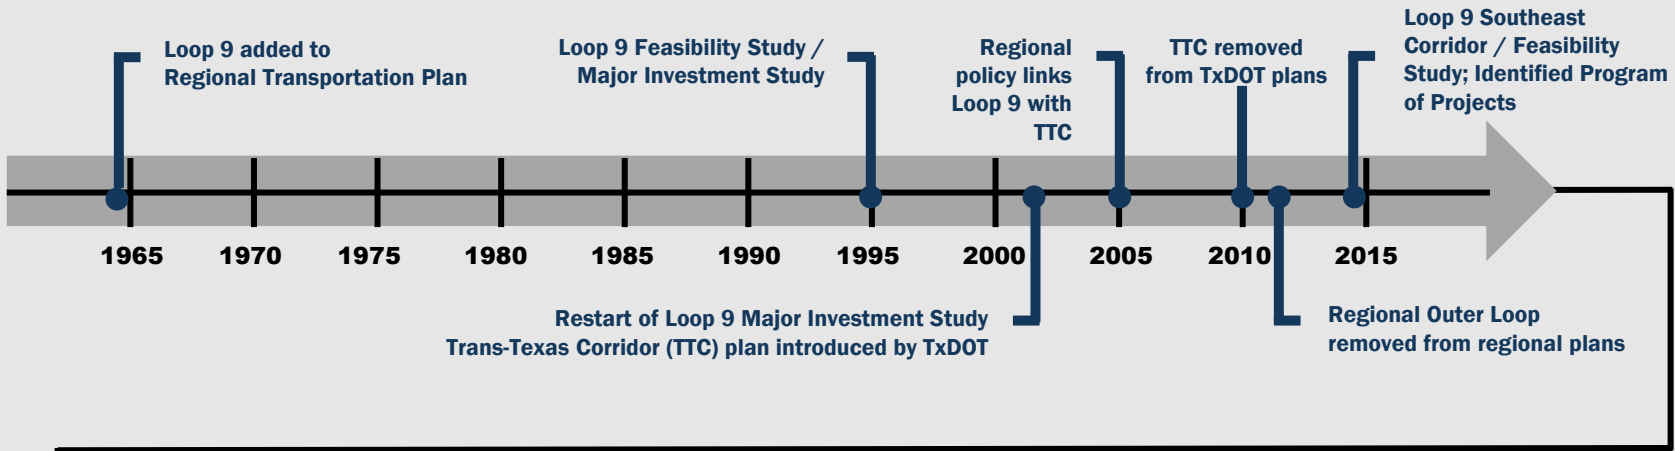 Loop 9 added to
Regional Transportation Plan
Loop 9 Feasibility Study /
Major Investment Study
Regional
policy links
Loop 9 with
TTC
TTC removed
from TxDOT plans
Loop 9 Southeast
Corridor / Feasibility
Study; Identified Program
of Projects
1965 1970 1975 1980 1985 1990 1995 2000 2005 2010 2015
Restart of Loop 9 Major Investment Study
Trans-Texas Corridor (TTC) plan introduced by TxDOT
Regional Outer Loop
removed from regional plans